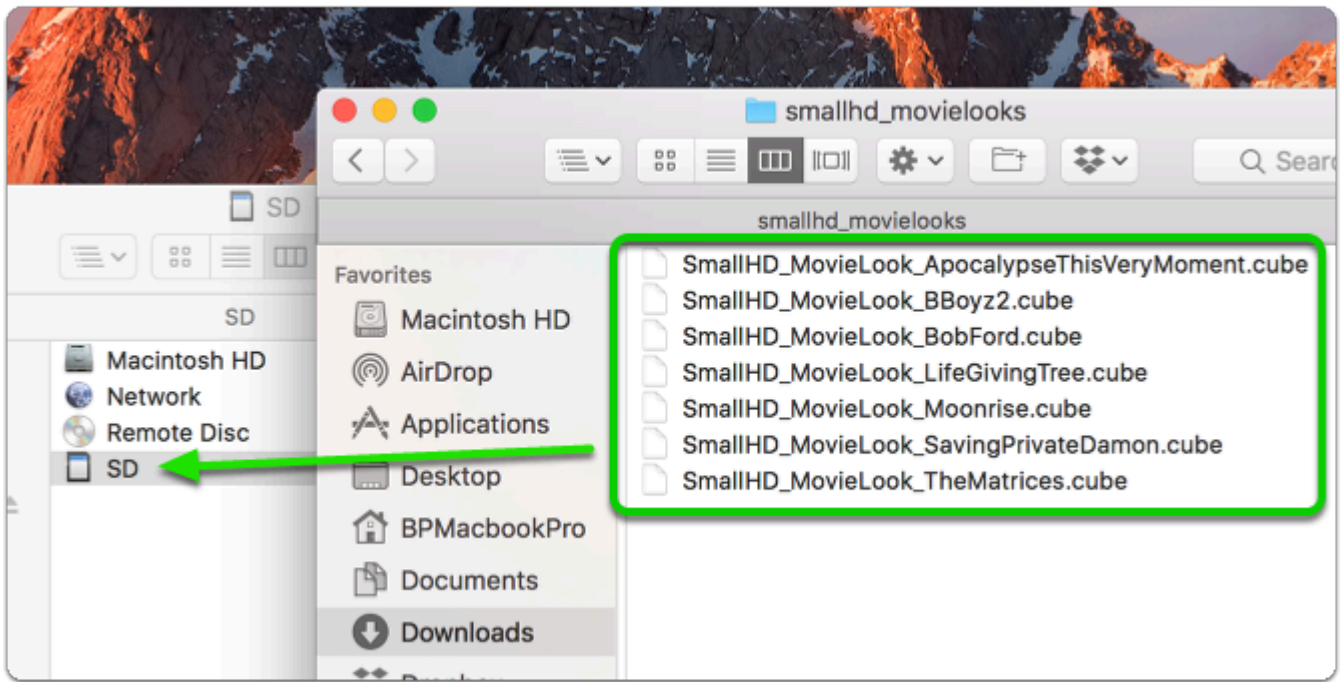 smallhd_movielooks
Sear
SD
smallhd_movielooks
SD
Macintosh HD
Network
Remote Disc
SD
Favorites
Macintosh HD
AirDrop
Applications
Desktop
BPMacbookPro
Documents
Downloads
SmallHD_MovieLook_ApocalypseThisVeryMoment.cube
SmallHD_MovieLook_BBoyz2.cube
SmallHD_MovieLook_BobFord.cube
SmallHD_MovieLook_LifeGivingTree.cube
SmallHD_MovieLook_Moonrise.cube
SmallHD_MovieLook_SavingPrivateDamon.cube
SmallHD_MovieLook_TheMatrices.cube